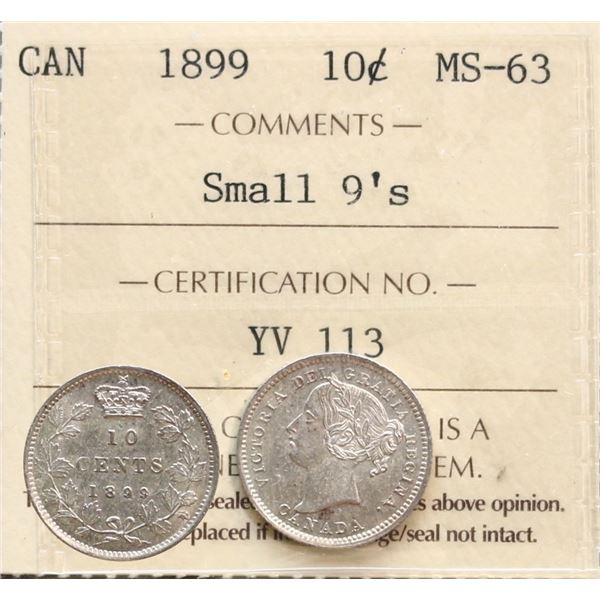 CAN 1899 10¢ MS-63
— COMMENTS —
Small 9's
— CERTIFICATION NO. —
YV 113
IS A
EM.
above opinion.
placed if ge/seal not intact.
10
CENTS
1899
VICTORIA DEI GRATIA REGINA.
CANADA